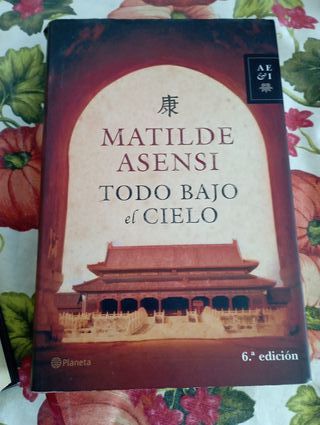 AE
&I
康
MATILDE
ASENSI
TODO BAJO
el CIELO
Planeta
6.ª edición